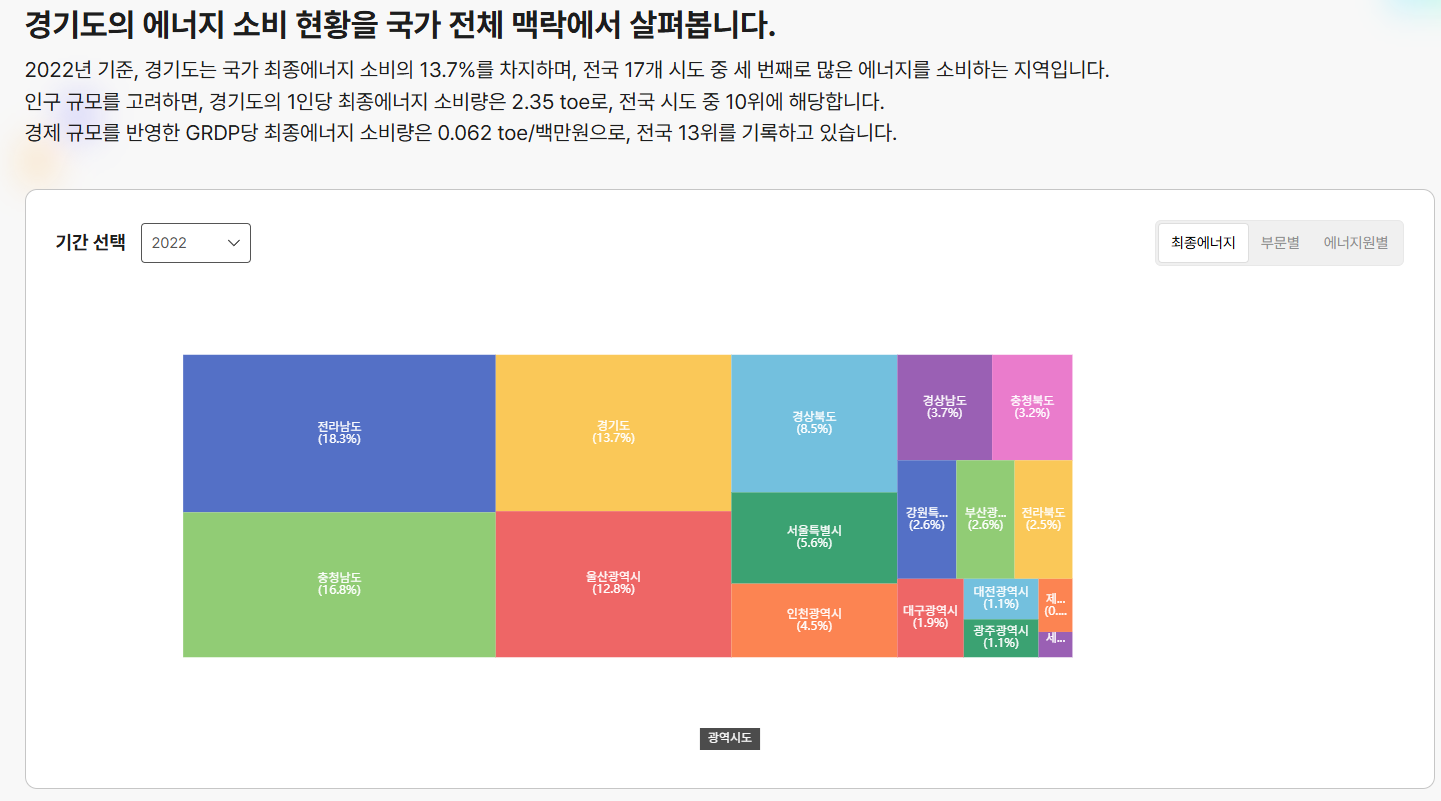 경기도의 에너지 소비 현황을 국가 전체 맥락에서 살펴봅니다.
2022년 기준, 경기도는 국가 최종에너지 소비의 13.7%를 차지하며, 전국 17개 시도 중 세 번째로 많은 에너지를 소비하는 지역입니다.
인구 규모를 고려하면, 경기도의 1인당 최종에너지 소비량은 2.35 toe로, 전국 시도 중 10위에 해당합니다.
경제 규모를 반영한 GRDP당 최종에너지 소비량은 0.062 toe/백만원으로, 전국 13위를 기록하고 있습니다.
기간 선택
2022
최종에너지
부문별
에너지원별
전라남도
(18.3%)
충청남도
(16.8%)
경기도
(13.7%)
울산광역시
(12.8%)
경상북도
(8.5%)
서울특별시
(5.6%)
인천광역시
(4.5%)
경상남도
(3.7%)
충청북도
(3.2%)
강원특...
(2.6%)
부산광...
(2.6%)
전라북도
(2.5%)
대구광역시
(1.9%)
대전광역시
(1.1%)
광주광역시
(1.1%)
제...
(0....
세...
광역시도